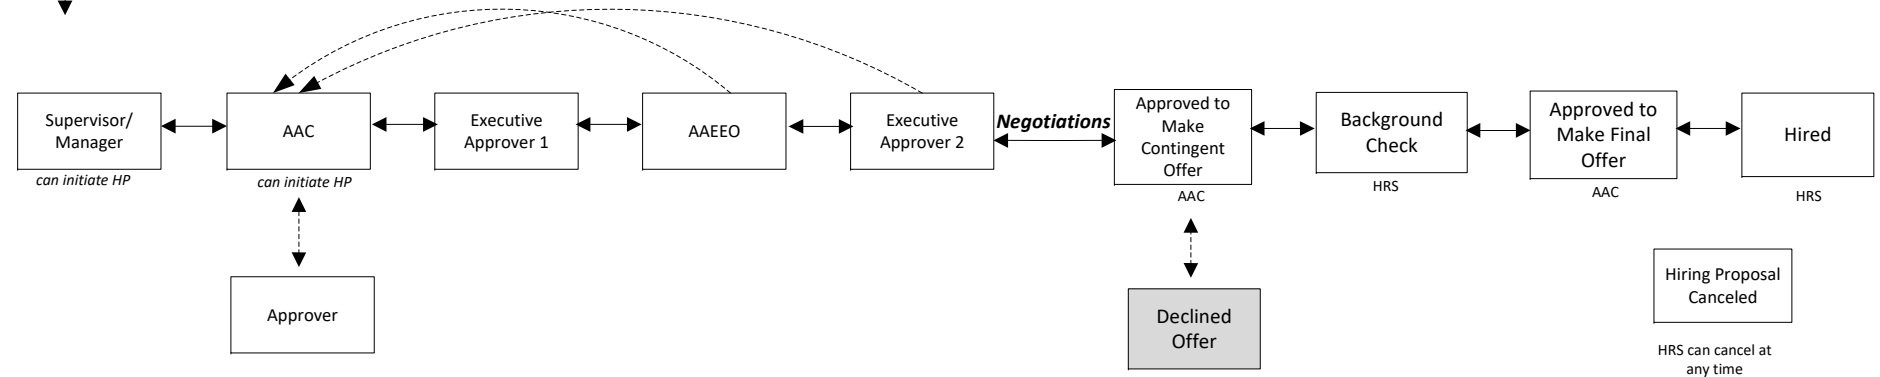 Supervisor/
Manager
can initiate HP
AAC
can initiate HP
Executive
Approver 1
AAEEO
Executive
Approver 2
Negotiations
Approved to
Make
Contingent
Offer
AAC
Background
Check
HRS
Approved to
Make Final
Offer
AAC
Hired
HRS
Approver
Declined
Offer
Hiring Proposal
Canceled
HRS can cancel at
any time